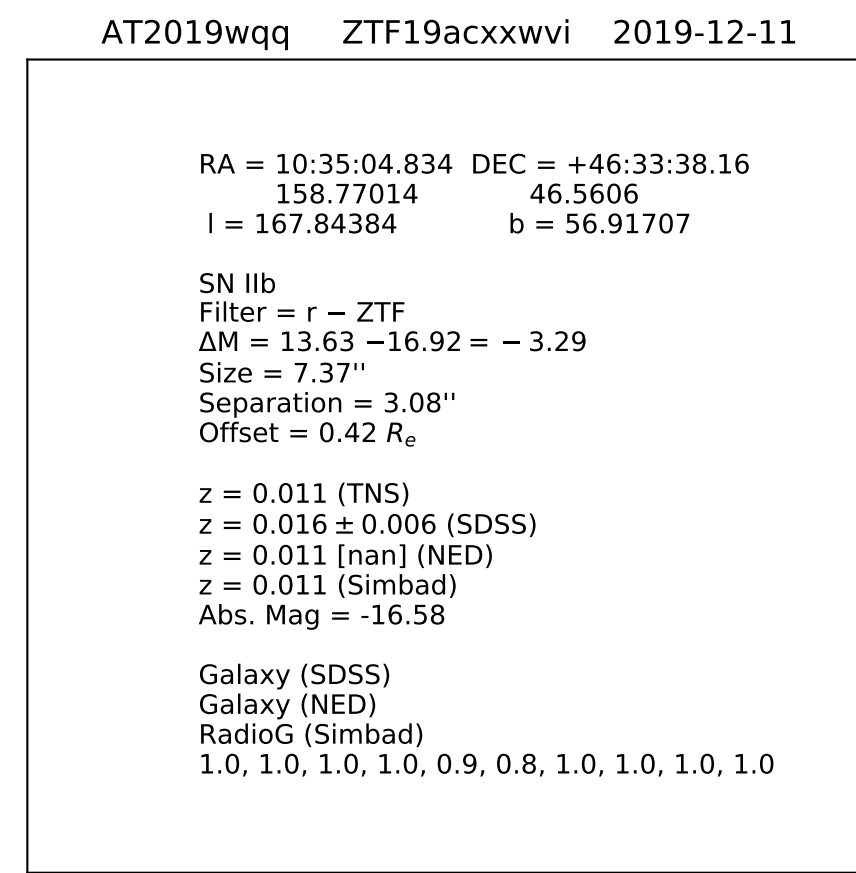 AT2019wqq ZTF19acxxwvi 2019-12-11
RA = 10:35:04.834 DEC = +46:33:38.16
158.77014 46.5606
l = 167.84384 b = 56.91707
SN IIb
Filter = r − ZTF
ΔM = 13.63 −16.92 = − 3.29
Size = 7.37''
Separation = 3.08''
Offset = 0.42 Re
z = 0.011 (TNS)
z = 0.016 ± 0.006 (SDSS)
z = 0.011 [nan] (NED)
z = 0.011 (Simbad)
Abs. Mag = -16.58
Galaxy (SDSS)
Galaxy (NED)
RadioG (Simbad)
1.0, 1.0, 1.0, 1.0, 0.9, 0.8, 1.0, 1.0, 1.0, 1.0